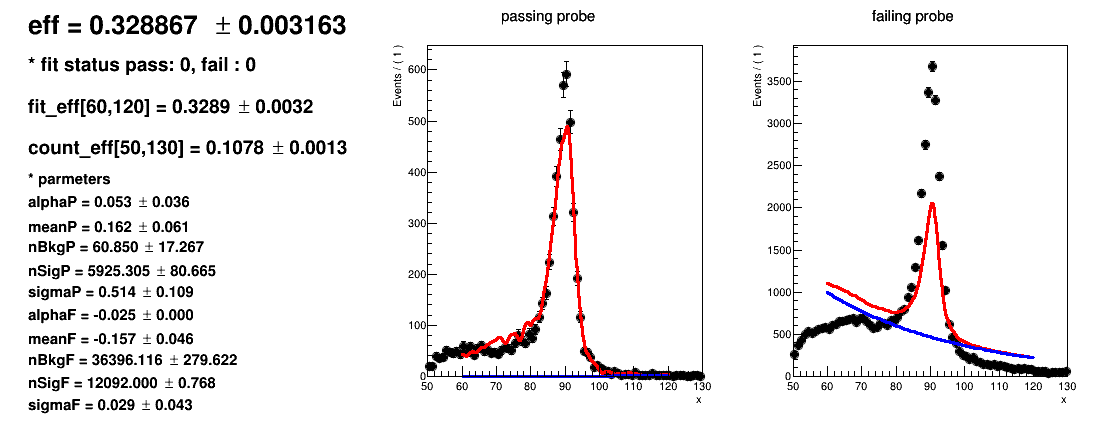 eff = 0.328867 ± 0.003163
* fit status pass: 0, fail : 0
fit_eff[60,120] = 0.3289 ± 0.0032
count_eff[50,130] = 0.1078 ± 0.0013
* parmeters
alphaP = 0.053 ± 0.036
meanP = 0.162 ± 0.061
nBkgP = 60.850 ± 17.267
nSigP = 5925.305 ± 80.665
sigmaP = 0.514 ± 0.109
alphaF = -0.025 ± 0.000
meanF = -0.157 ± 0.046
nBkgF = 36396.116 ± 279.622
nSigF = 12092.000 ± 0.768
sigmaF = 0.029 ± 0.043
passing probe
Events / ( 1 )
600
500
400
300
200
100
0
50 60 70 80 90 100 110 120 130
x
failing probe
Events / ( 1 )
3500
3000
2500
2000
1500
1000
500
0
50 60 70 80 90 100 110 120 130
x